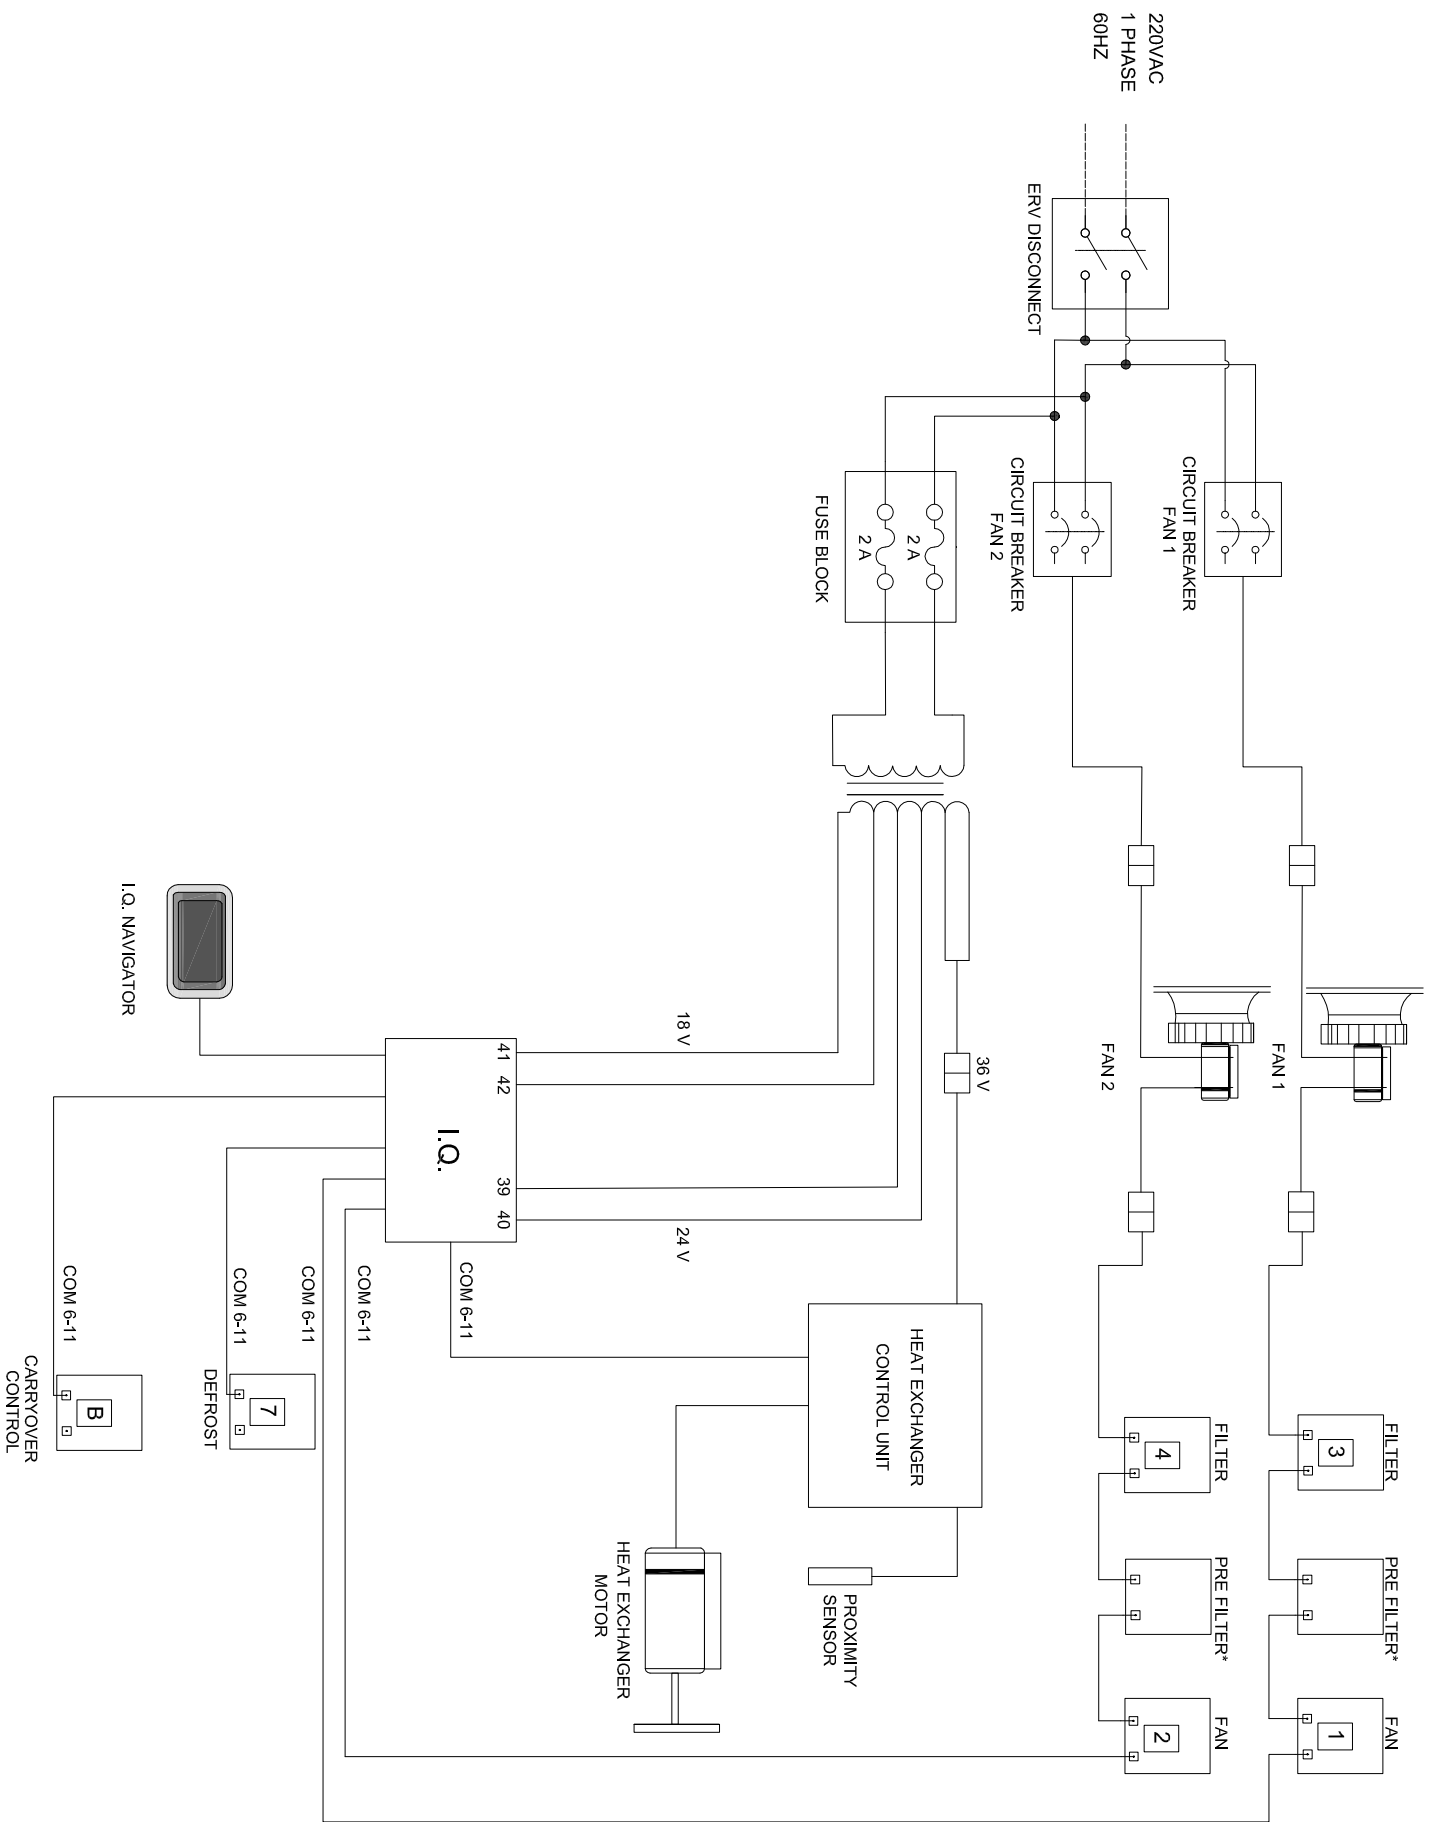 220VAC
1 PHASE
60HZ
ERV DISCONNECT
CIRCUIT BREAKER
FAN 1
CIRCUIT BREAKER
FAN 2
2 A
2 A
FUSE BLOCK
FAN 1
FAN 2
36 V
18 V
24 V
41
42
39
40
I.Q.
I.Q. NAVIGATOR
COM 6-11
COM 6-11
COM 6-11
COM 6-11
COM 6-11
HEAT EXCHANGER
CONTROL UNIT
PROXIMITY
SENSOR
HEAT EXCHANGER
MOTOR
FILTER
3
PRE FILTER*
FAN
1
FILTER
4
PRE FILTER*
FAN
2
7
DEFROST
B
CARRYOVER
CONTROL